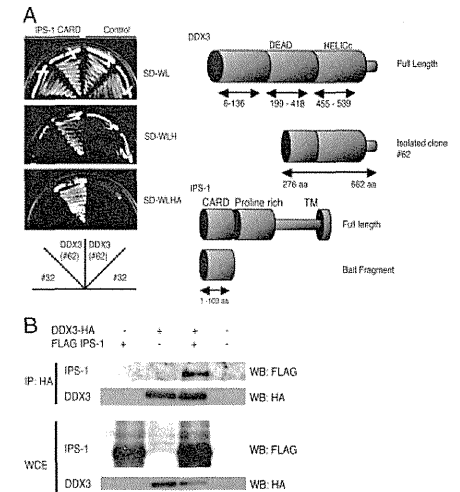 A
IPS-1 CARD Control
SD-WL
SD-WLH
SD-WLHA
DDX3 (#62) DDX3 (#62)
#32 #32
DDX3
DEAD HELICc
Full Length
6-136 199 - 418 455 - 539
Isolated clone #62
276 aa 662 aa
IPS-1
CARD Proline rich TM
Full length
Bait Fragment
1 -100 aa
B
DDX3-HA - + + -
FLAG IPS-1 + - + -
IP: HA
IPS-1 WB: FLAG
DDX3 WB: HA
WCE
IPS-1 WB: FLAG
DDX3 WB: HA